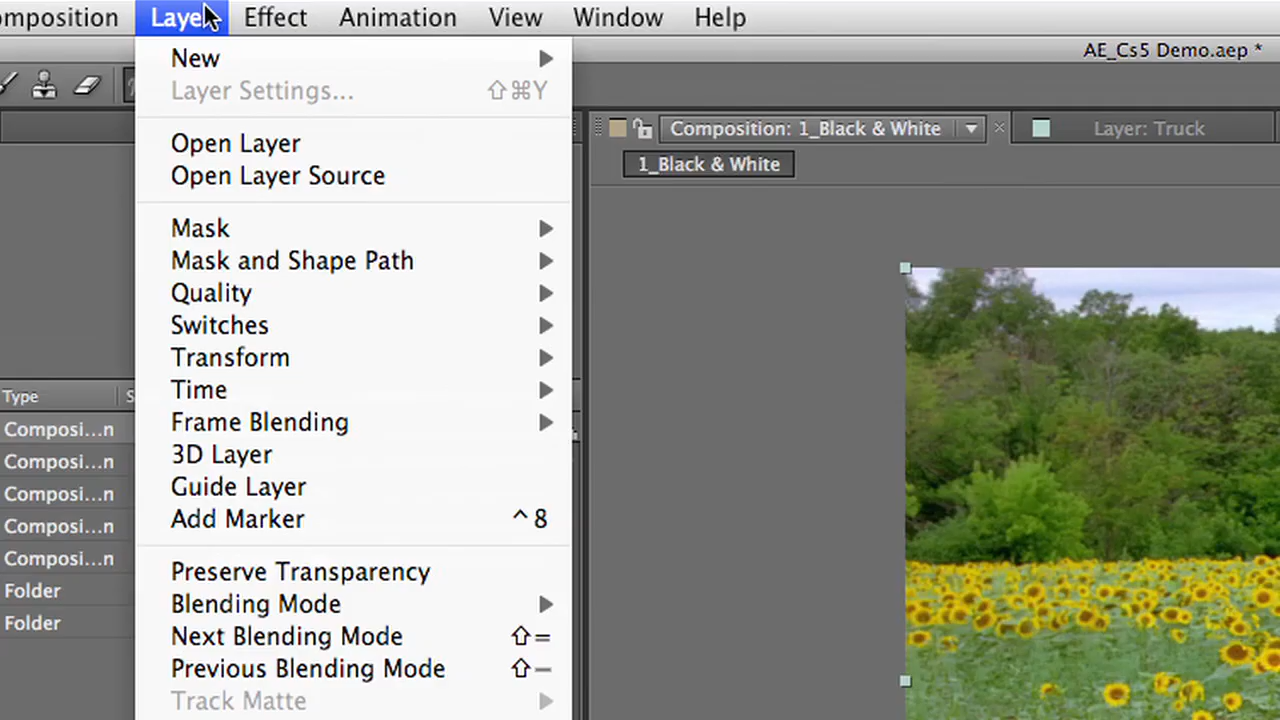 omposition Layer Effect Animation View Window Help
AE_Cs5 Demo.aep *
New
Layer Settings... ⇧⌘Y
Composition: 1_Black & White Layer: Truck
Open Layer
1_Black & White
Open Layer Source
Mask
Mask and Shape Path
Quality
Switches
Transform
Time
Type S
Frame Blending
Composi...n
3D Layer
Composi...n
Guide Layer
Composi...n
Add Marker ^ 8
Composi...n
Composi...n
Preserve Transparency
Folder
Blending Mode
Folder
Next Blending Mode ⇧=
Previous Blending Mode ⇧–
Track Matte